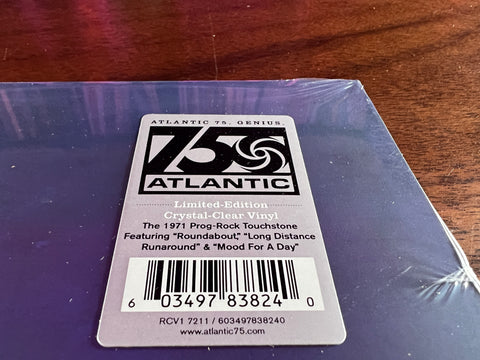 ATLANTIC 75. GENIUS.
75
ATLANTIC
Limited-Edition
Crystal-Clear Vinyl
The 1971 Prog-Rock Touchstone
Featuring “Roundabout,” “Long Distance
Runaround” & “Mood For A Day”
6 03497 83824 0
RCV1 7211 / 603497838240
www.atlantic75.com